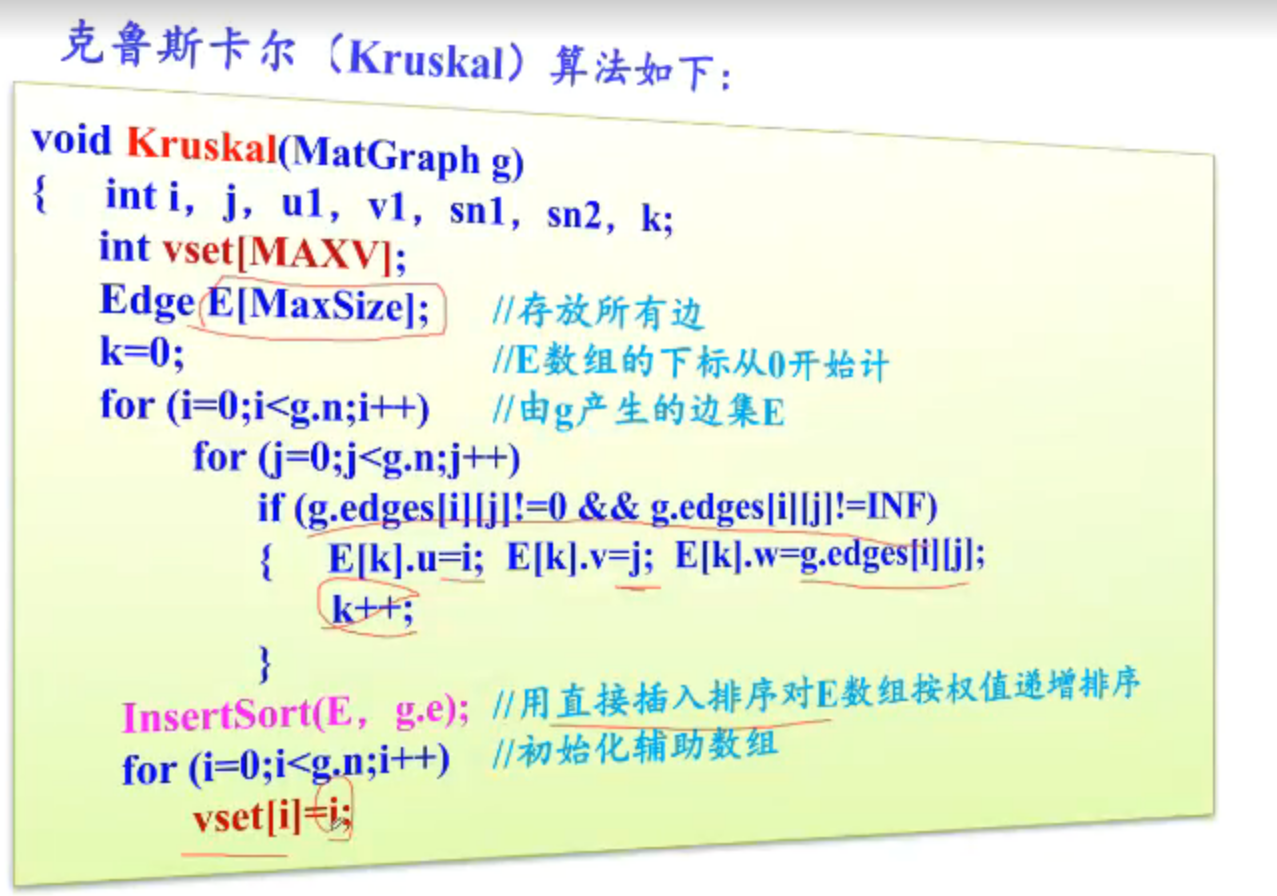 克鲁斯卡尔（Kruskal）算法如下：
void Kruskal(MatGraph g)
{ int i，j，u1，v1，sn1，sn2，k;
int vset[MAXV];
Edge E[MaxSize]; //存放所有边
k=0; //E数组的下标从0开始计
for (i=0;i<g.n;i++) //由g产生的边集E
for (j=0;j<g.n;j++)
if (g.edges[i][j]!=0 && g.edges[i][j]!=INF)
{ E[k].u=i; E[k].v=j; E[k].w=g.edges[i][j];
k++;
}
InsertSort(E，g.e); //用直接插入排序对E数组按权值递增排序
for (i=0;i<g.n;i++) //初始化辅助数组
vset[i]=i;